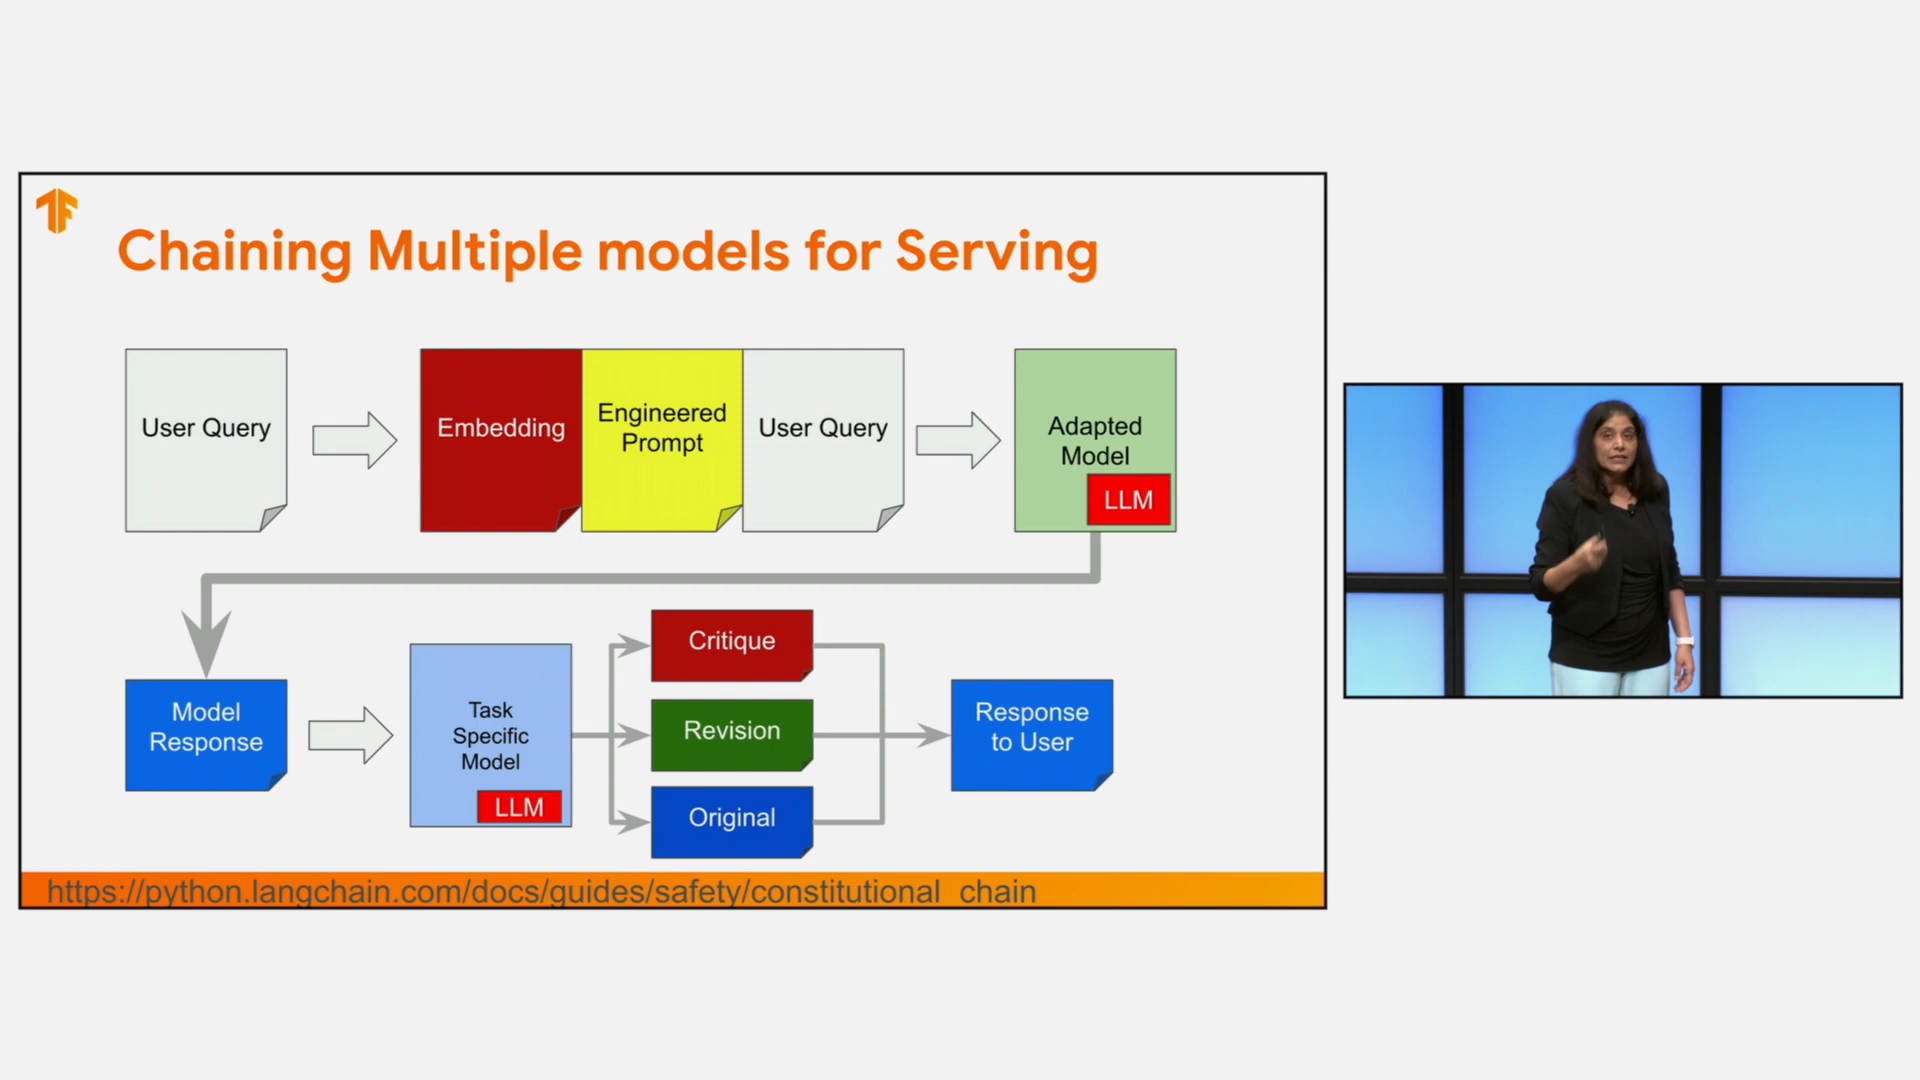 Chaining Multiple models for Serving
User Query
Embedding
Engineered
Prompt
User Query
Adapted
Model
LLM
Model
Response
Task
Specific
Model
LLM
Critique
Revision
Original
Response
to User
https://python.langchain.com/docs/guides/safety/constitutional_chain